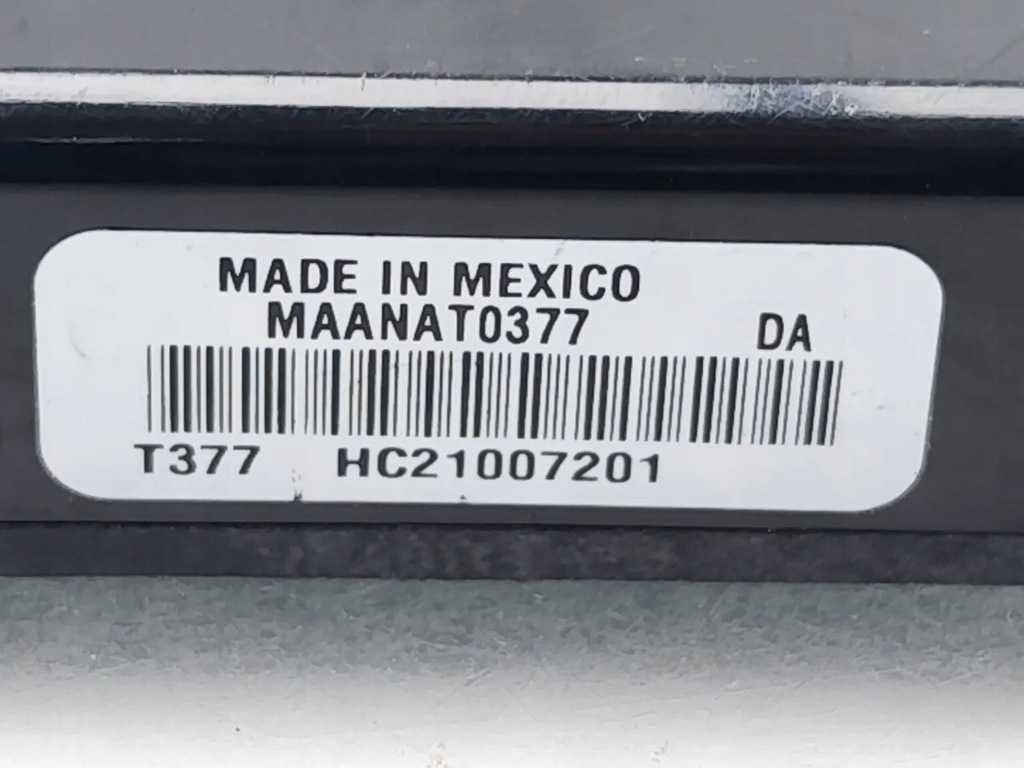 MADE IN MEXICO
MAANAT0377 DA
T377 HC21007201